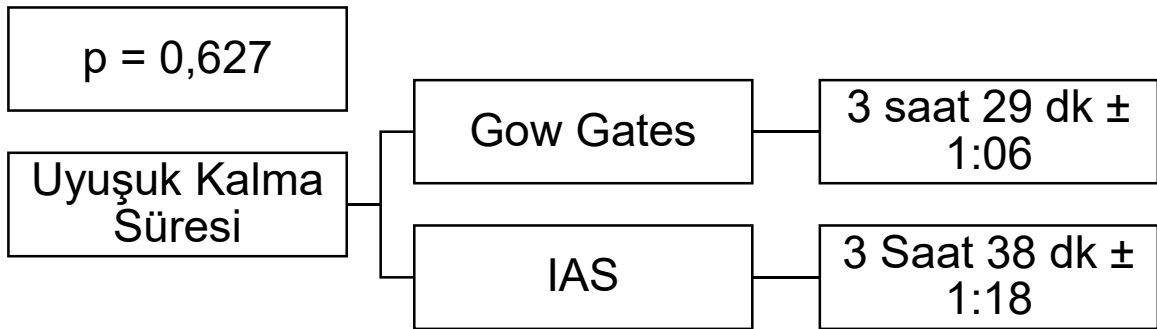 p = 0,627
Uyuşuk Kalma
Süresi
Gow Gates
3 saat 29 dk ±
1:06
IAS
3 Saat 38 dk ±
1:18